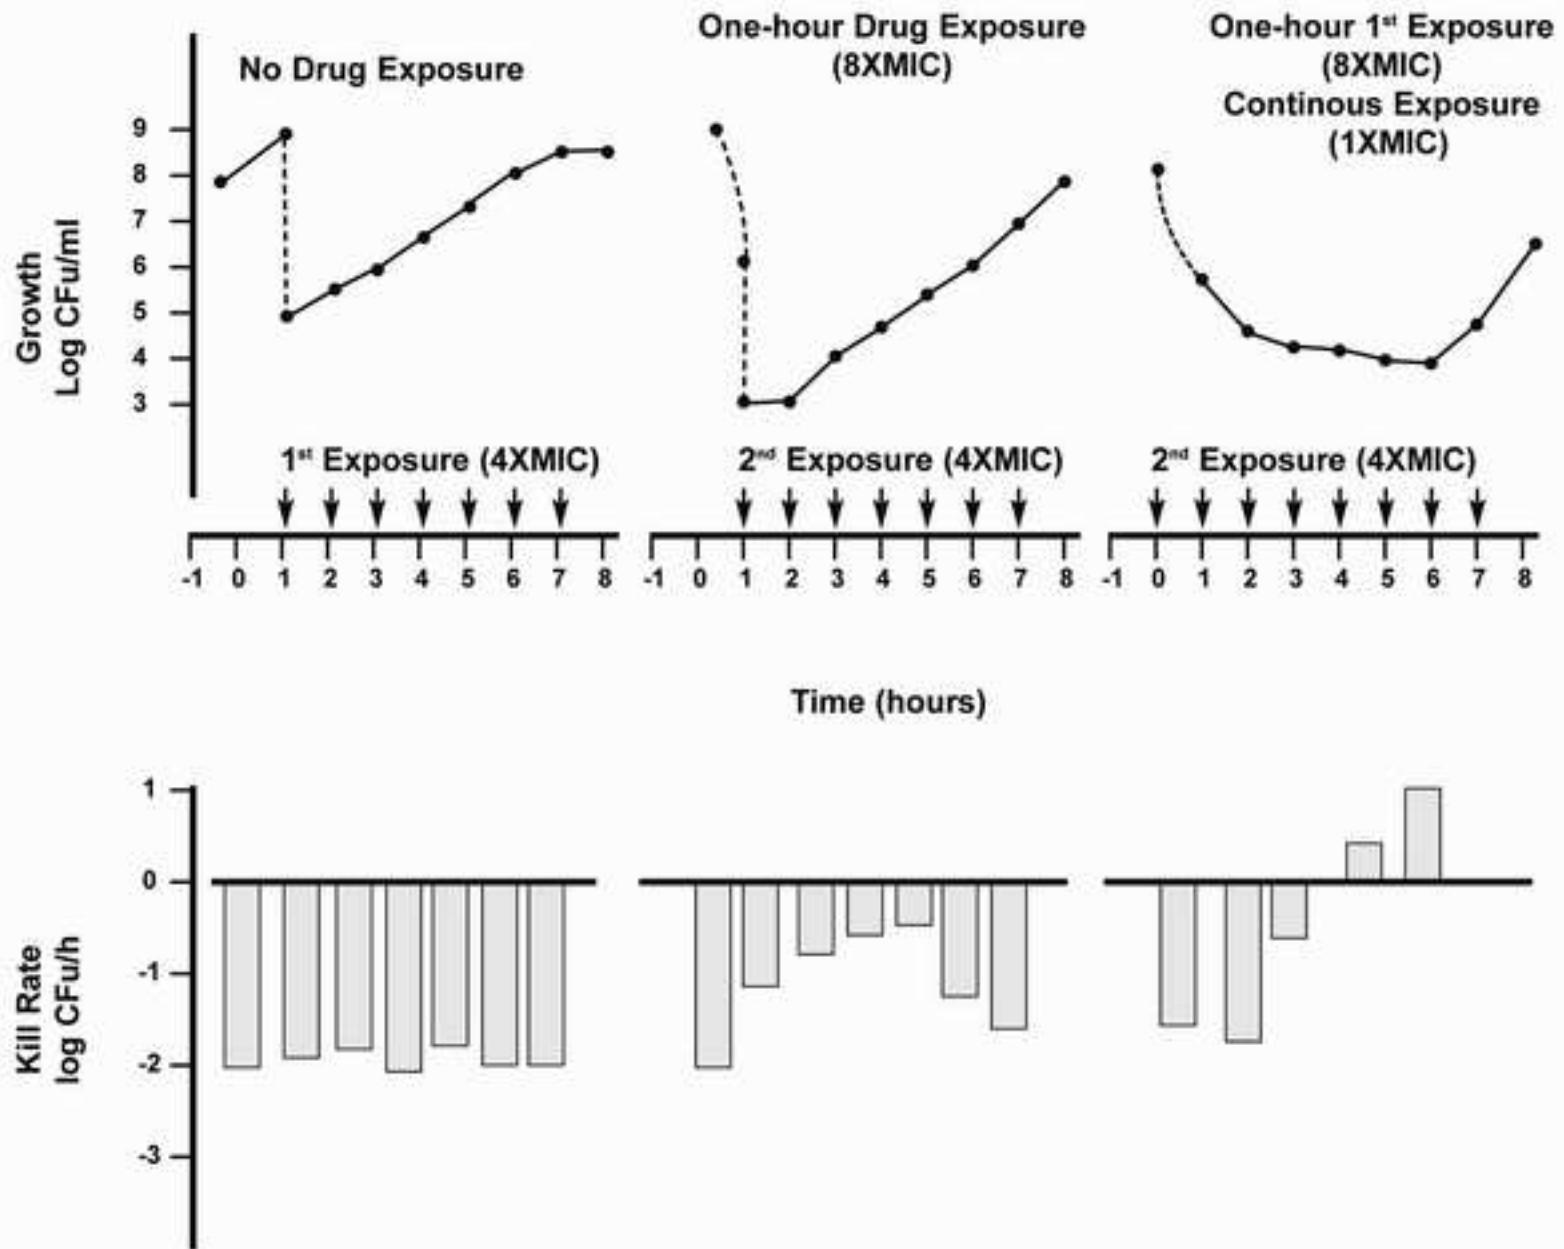 No Drug Exposure
One-hour Drug Exposure
(8XMIC)
One-hour 1st Exposure
(8XMIC)
Continous Exposure
(1XMIC)
Growth
Log CFu/ml
9
8
7
6
5
4
3
1st Exposure (4XMIC)
2nd Exposure (4XMIC)
2nd Exposure (4XMIC)
-1 0 1 2 3 4 5 6 7 8
-1 0 1 2 3 4 5 6 7 8
-1 0 1 2 3 4 5 6 7 8
Time (hours)
Kill Rate
log CFu/h
1
0
-1
-2
-3